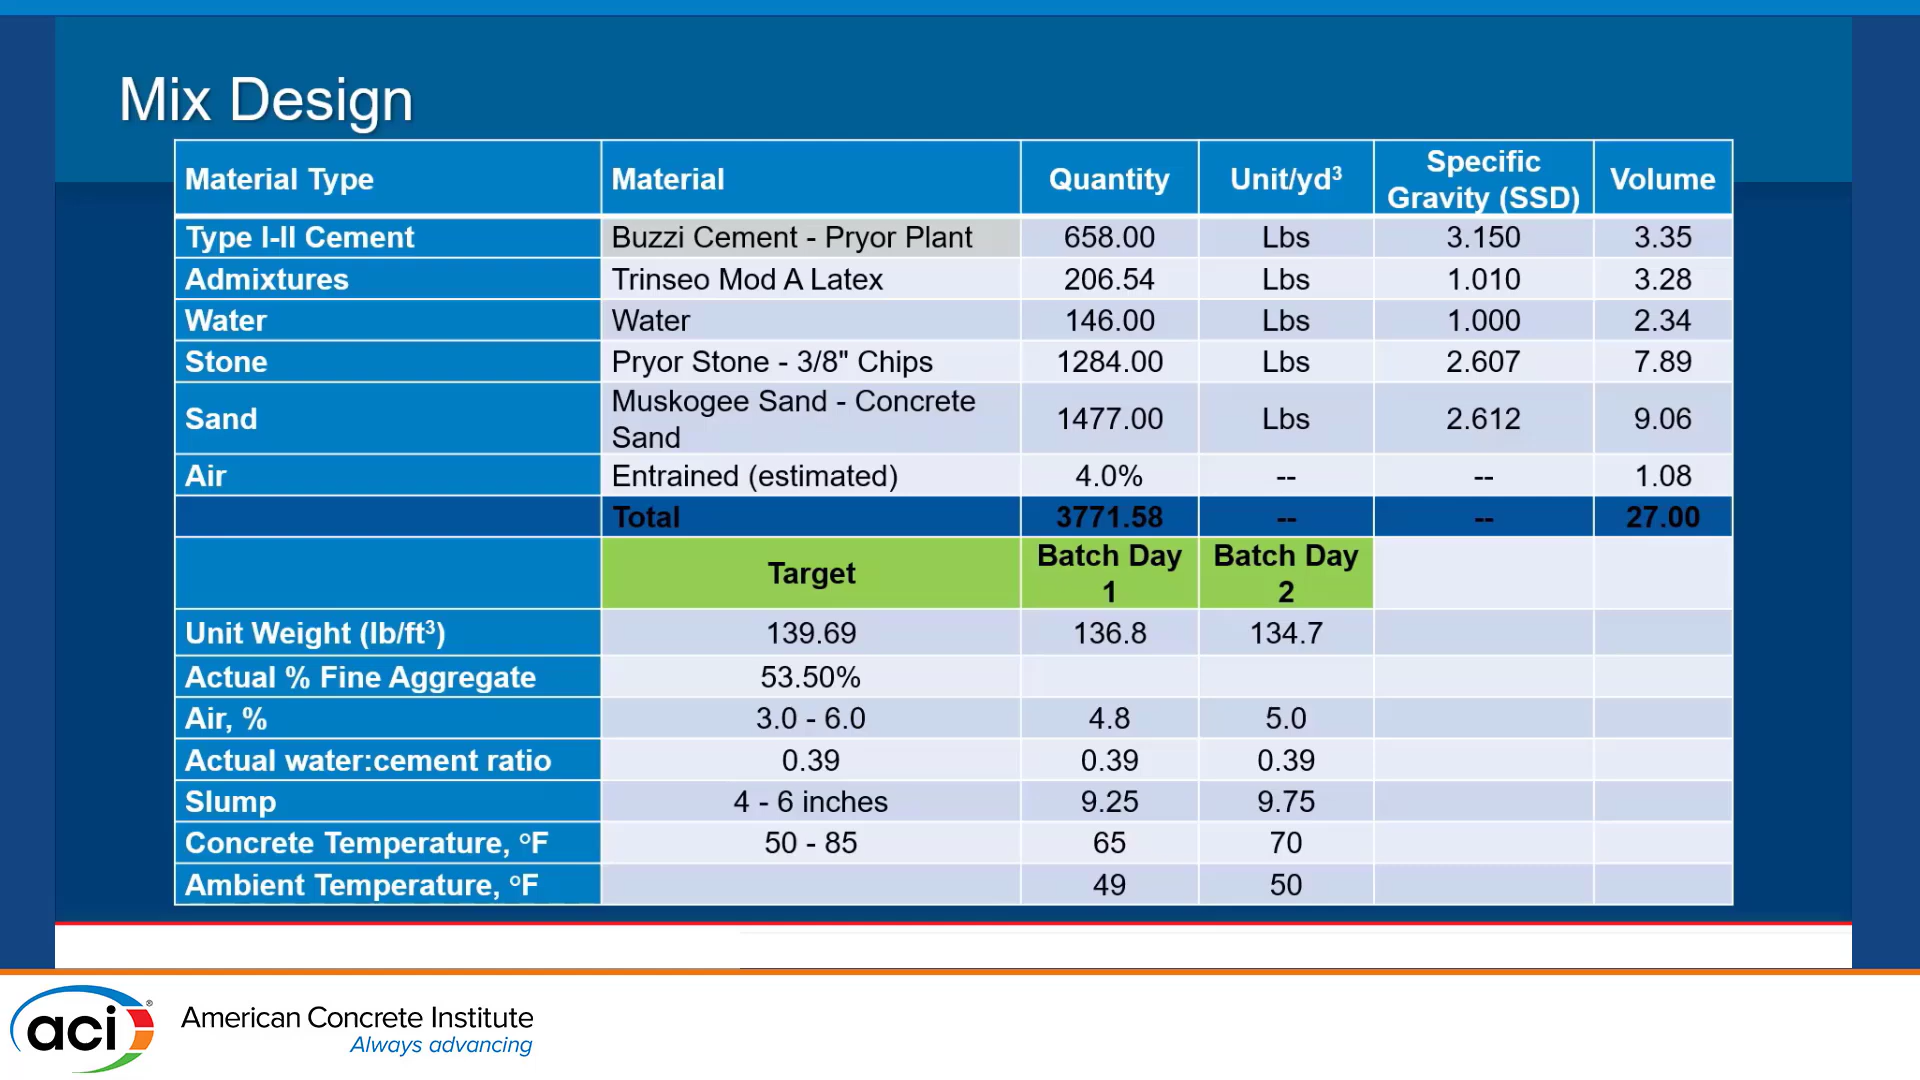 Mix Design
Material Type Material Quantity Unit/yd³ Specific Gravity (SSD) Volume
Type I-II Cement Buzzi Cement - Pryor Plant 658.00 Lbs 3.150 3.35
Admixtures Trinseo Mod A Latex 206.54 Lbs 1.010 3.28
Water Water 146.00 Lbs 1.000 2.34
Stone Pryor Stone - 3/8" Chips 1284.00 Lbs 2.607 7.89
Sand Muskogee Sand - Concrete Sand 1477.00 Lbs 2.612 9.06
Air Entrained (estimated) 4.0% -- -- 1.08
Total 3771.58 -- -- 27.00
Target Batch Day 1 Batch Day 2
Unit Weight (lb/ft³) 139.69 136.8 134.7
Actual % Fine Aggregate 53.50%
Air, % 3.0 - 6.0 4.8 5.0
Actual water:cement ratio 0.39 0.39 0.39
Slump 4 - 6 inches 9.25 9.75
Concrete Temperature, °F 50 - 85 65 70
Ambient Temperature, °F 49 50
aci®
American Concrete Institute
Always advancing